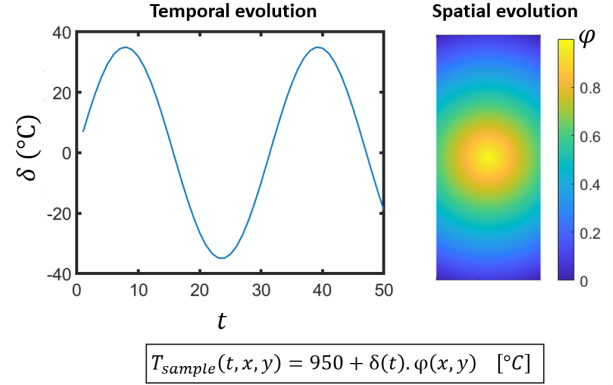 Temporal evolution
Spatial evolution
40
20
0
-20
-40
δ (°C)
0
10
20
30
40
50
t
φ
0.8
0.6
0.4
0.2
0
T_sample(t, x, y) = 950 + δ(t). φ(x, y) [°C]